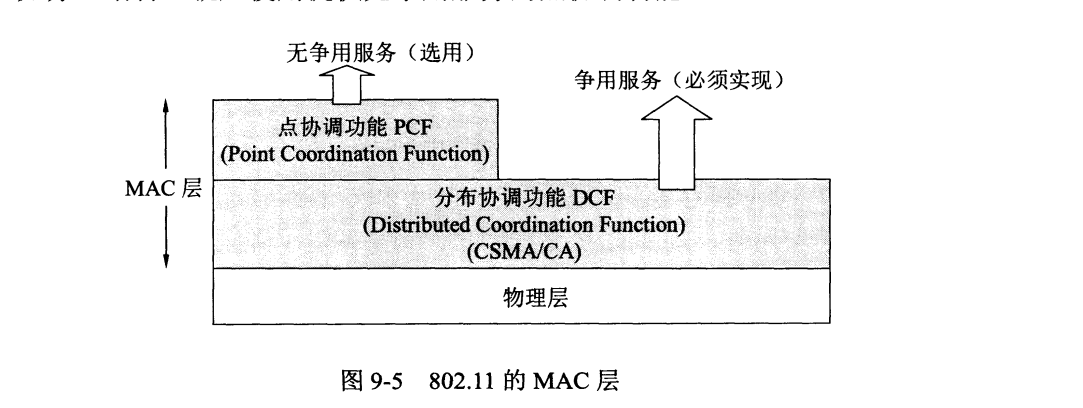 无争用服务（选用）
争用服务（必须实现）
点协调功能 PCF
(Point Coordination Function)
MAC 层
分布协调功能 DCF
(Distributed Coordination Function)
(CSMA/CA)
物理层
图 9-5 802.11 的 MAC 层